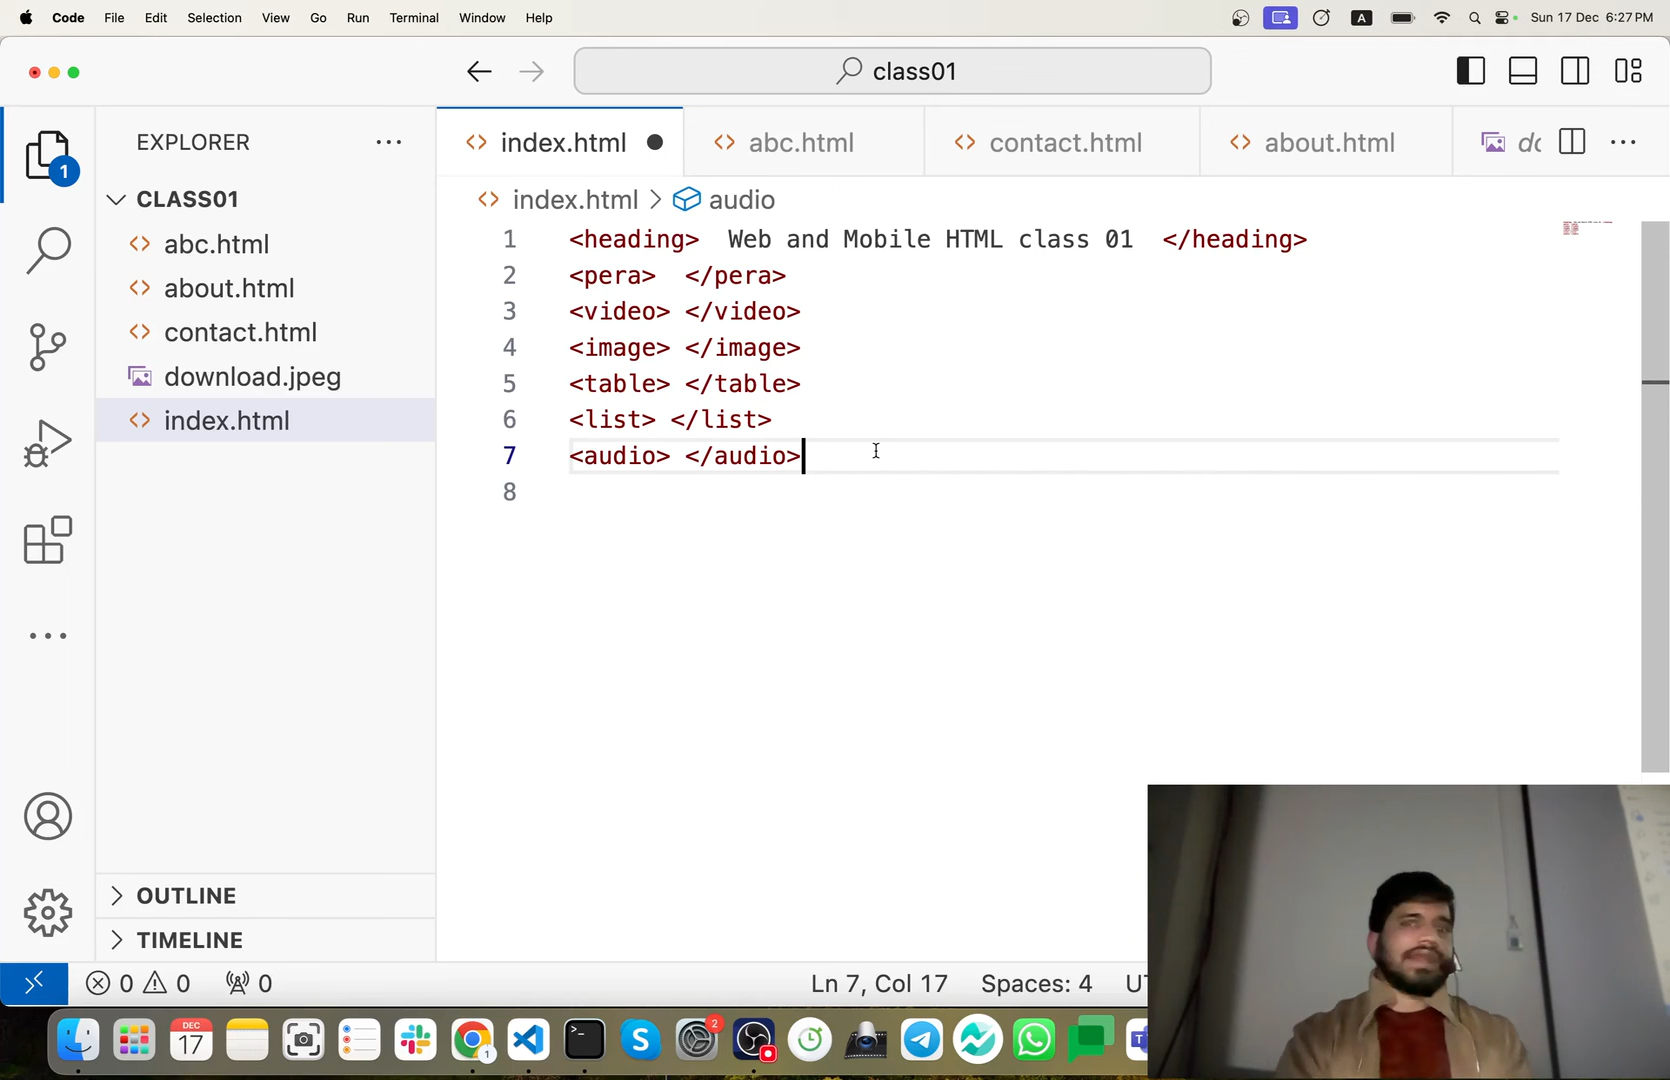 Code File Edit Selection View Go Run Terminal Window Help A Sun 17 Dec 6:27 PM
class01
EXPLORER
1
CLASS01
abc.html
about.html
contact.html
download.jpeg
index.html
OUTLINE
TIMELINE
index.html abc.html contact.html about.html
index.html > audio
1 <heading>  Web and Mobile HTML class 01  </heading>
2 <pera>  </pera>
3 <video> </video>
4 <image> </image>
5 <table> </table>
6 <list> </list>
7 <audio> </audio>
8
0 0 0 Ln 7, Col 17 Spaces: 4
DEC
17
1
S
2
T